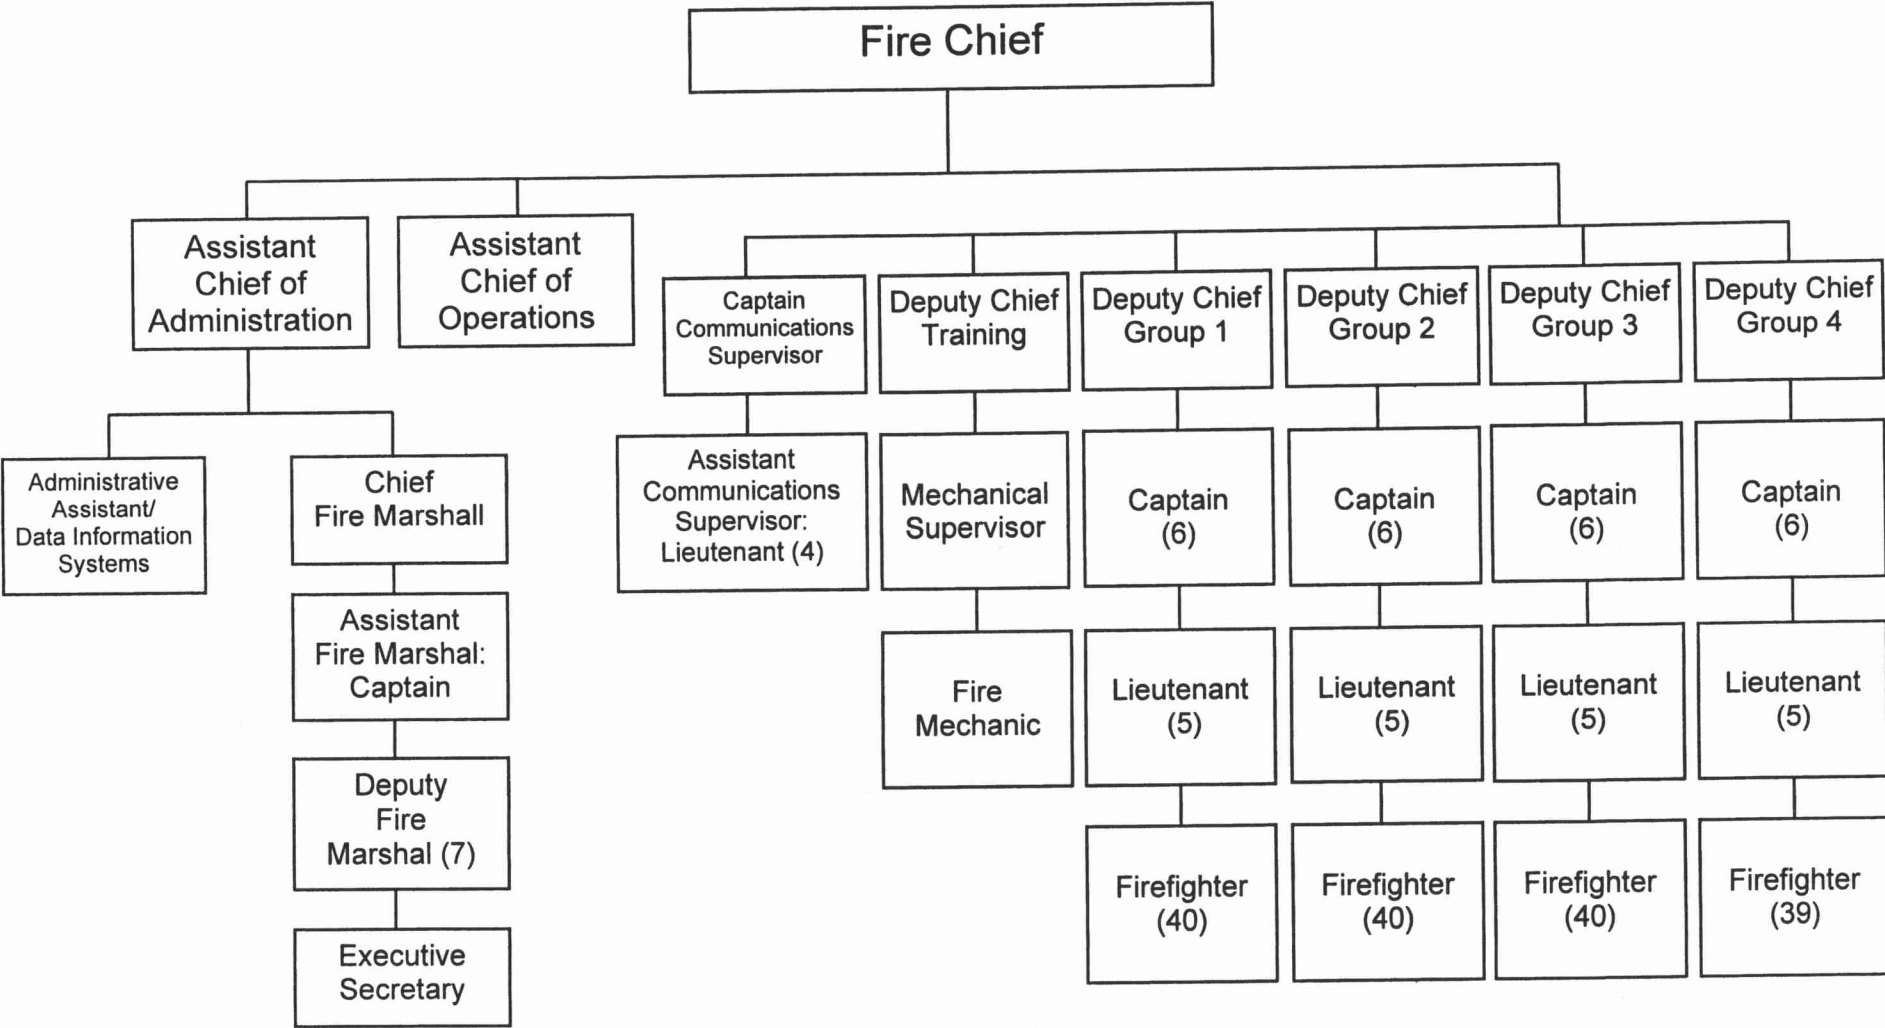 Fire Chief
Assistant
Chief of
Administration
Assistant
Chief of
Operations
Captain
Communications
Supervisor
Deputy Chief
Training
Deputy Chief
Group 1
Deputy Chief
Group 2
Deputy Chief
Group 3
Deputy Chief
Group 4
Administrative
Assistant/
Data Information
Systems
Chief
Fire Marshall
Assistant
Communications
Supervisor:
Lieutenant (4)
Mechanical
Supervisor
Captain
(6)
Captain
(6)
Captain
(6)
Captain
(6)
Assistant
Fire Marshal:
Captain
Fire
Mechanic
Lieutenant
(5)
Lieutenant
(5)
Lieutenant
(5)
Lieutenant
(5)
Deputy
Fire
Marshal (7)
Firefighter
(40)
Firefighter
(40)
Firefighter
(40)
Firefighter
(39)
Executive
Secretary